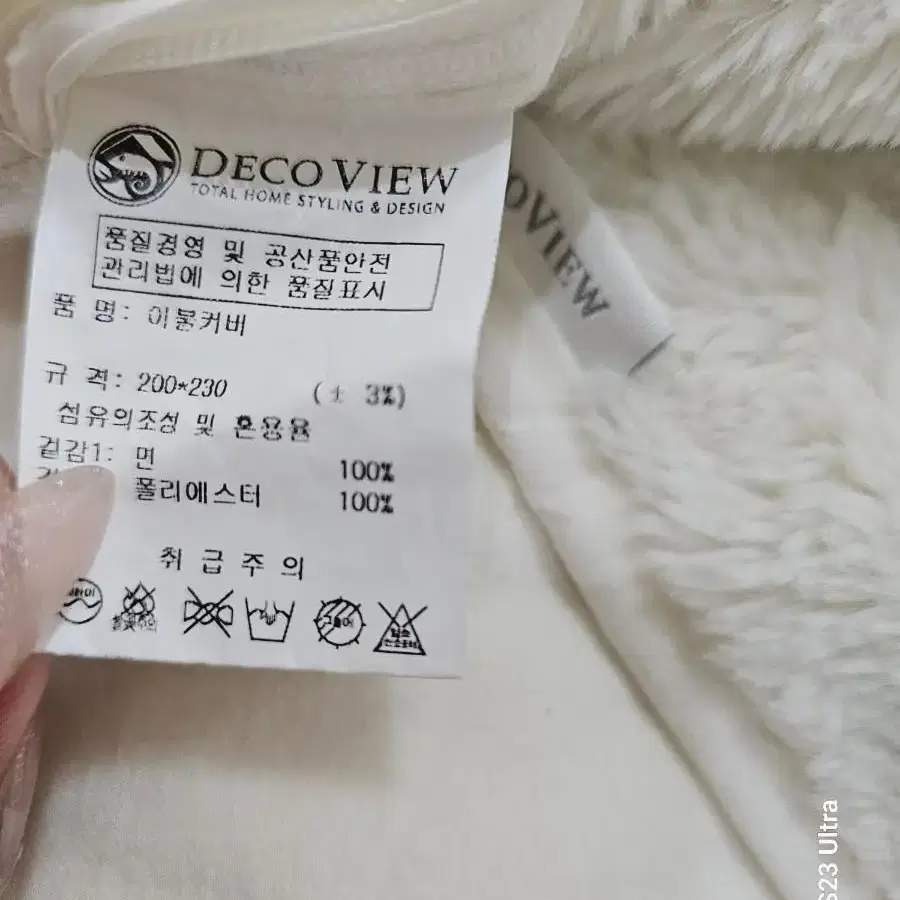 DECO VIEW
TOTAL HOME STYLING & DESIGN
OVIEW
품질경영 및 공산품안전
관리법에 의한 품질표시
품 명: 이불커버
규 격: 200*230 (± 3%)
섬유의조성 및 혼용율
겉감1: 면 100%
폴리에스터 100%
취 급 주 의
S23 Ultra